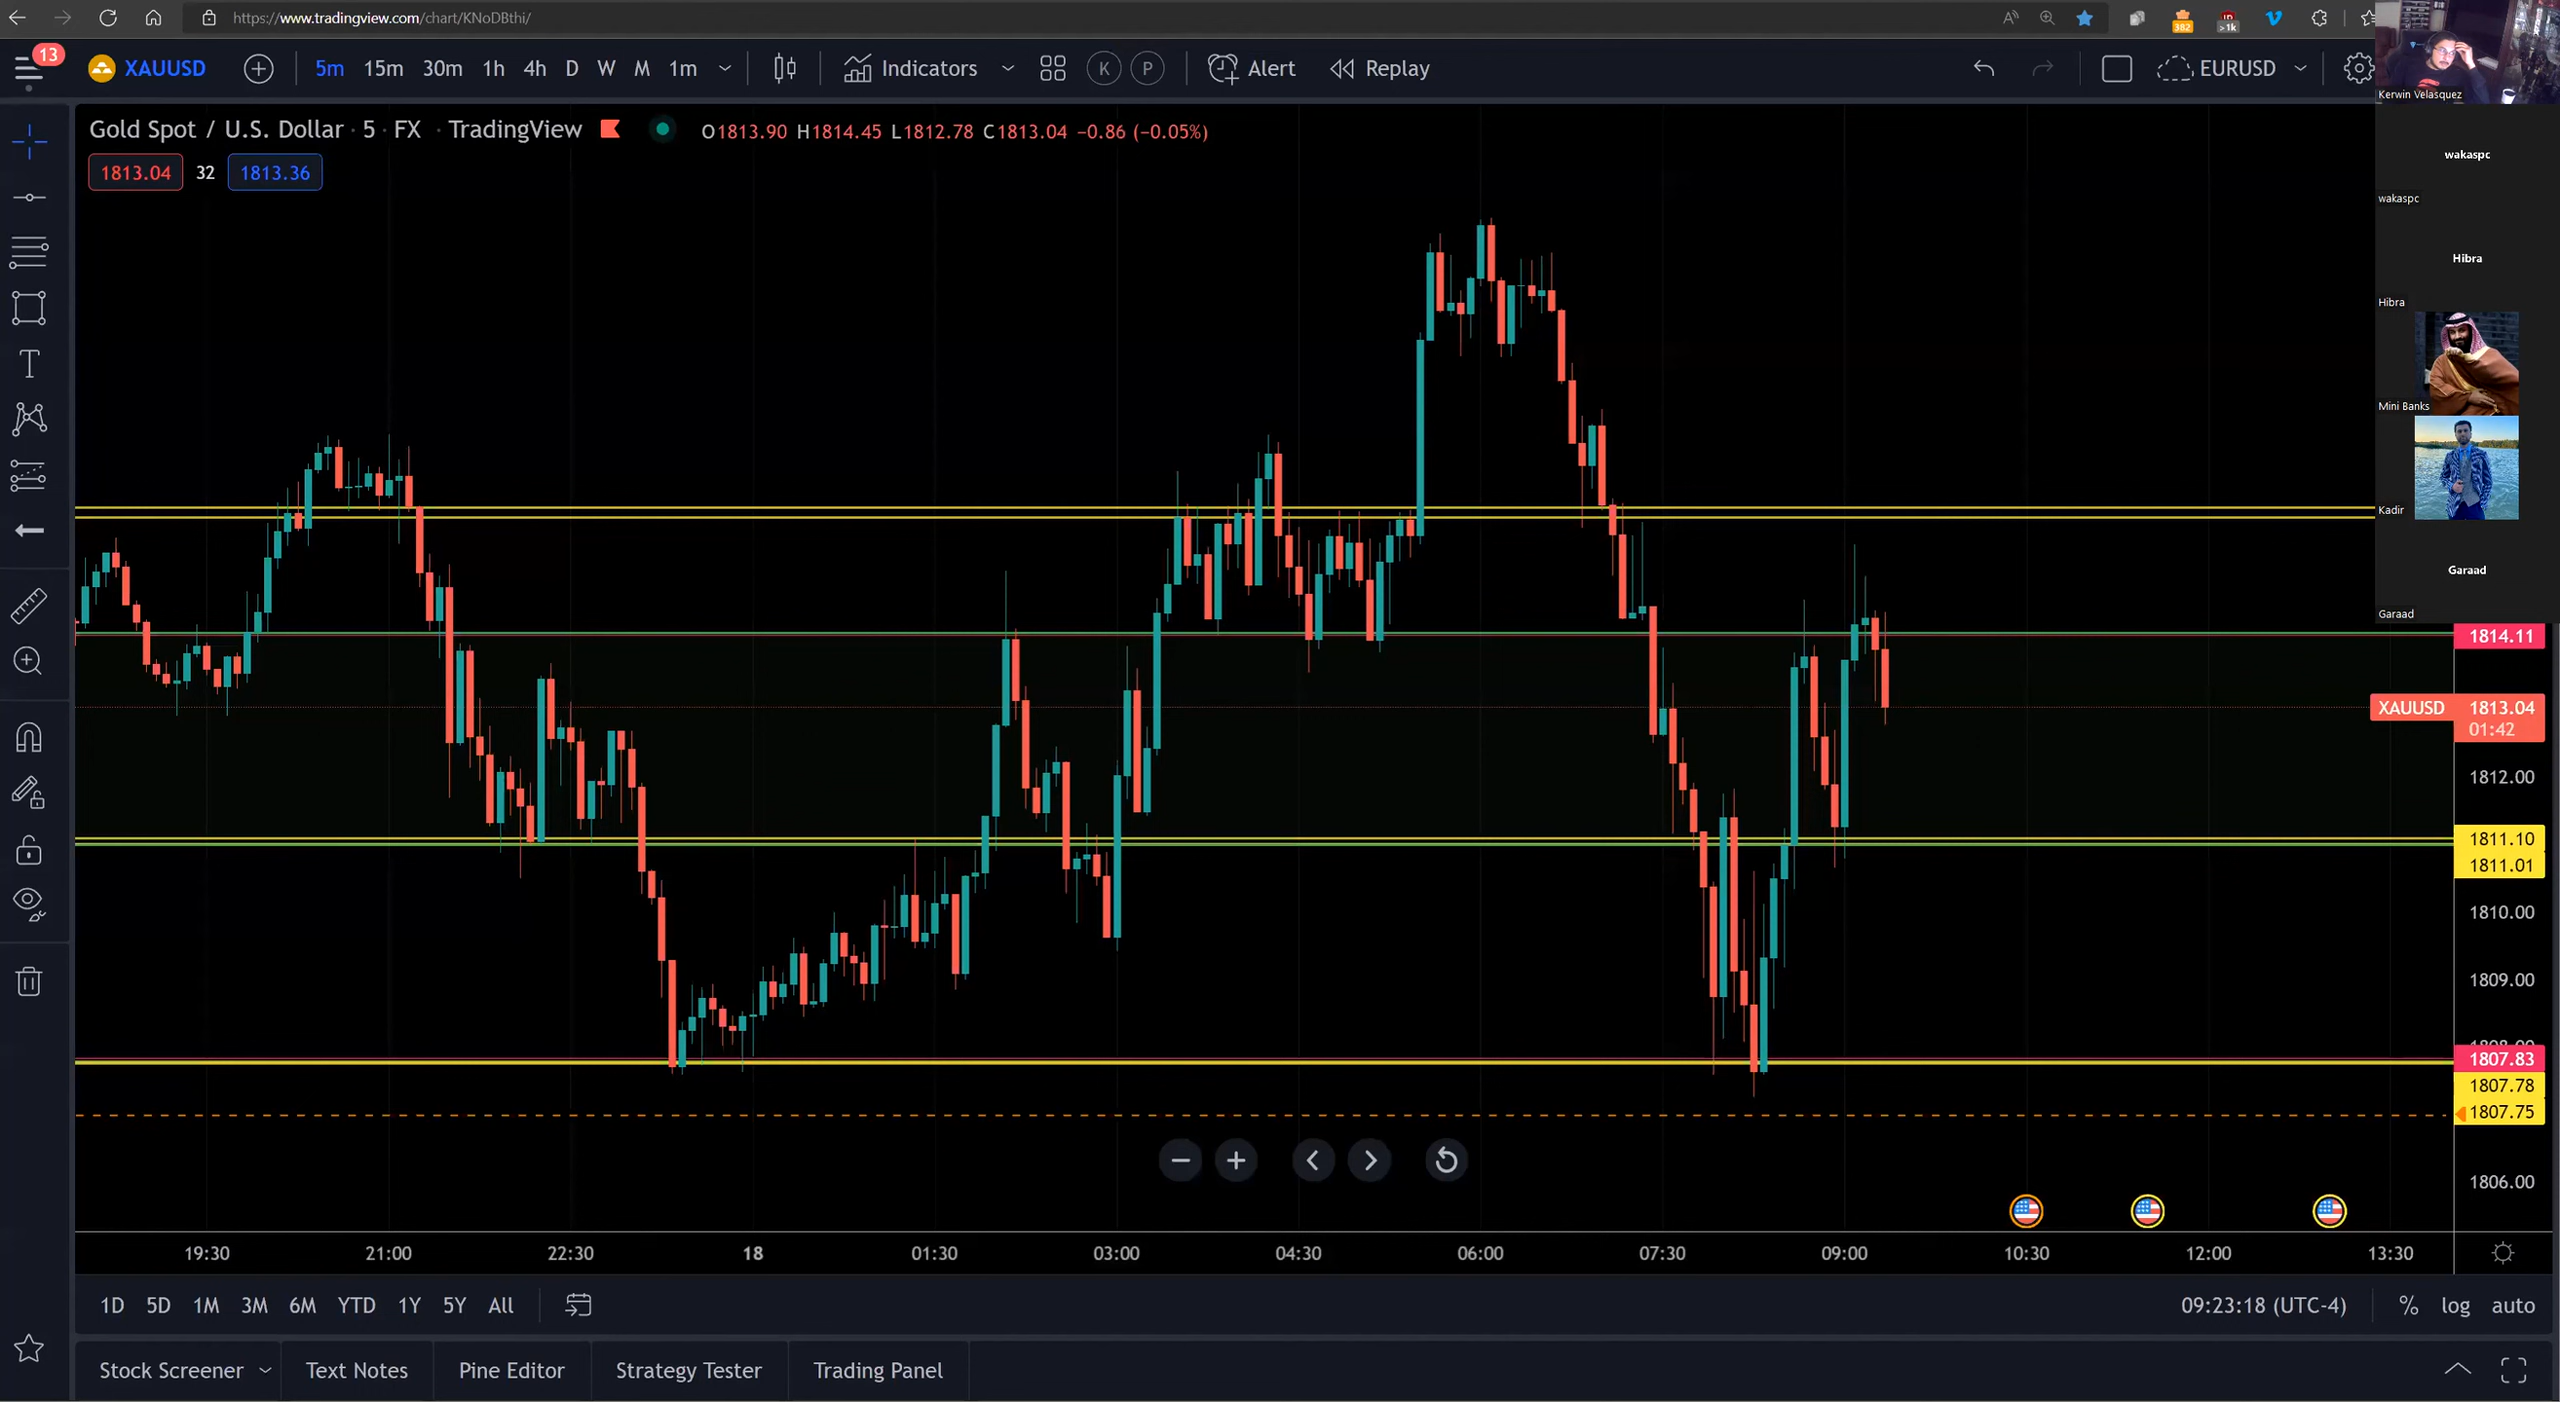 https://www.tradingview.com/chart/KNoDBthi/
382
>1k
13
XAUUSD
5m 15m 30m 1h 4h D W M 1m
Indicators
K P
Alert
Replay
EURUSD
Kerwin Velasquez
Gold Spot / U.S. Dollar · 5 · FX · TradingView
O1813.90 H1814.45 L1812.78 C1813.04 −0.86 (−0.05%)
1813.04 32 1813.36
wakaspc
wakaspc
Hibra
Hibra
Mini Banks
Kadir
Garaad
Garaad
1814.11
XAUUSD 1813.04
01:42
1812.00
1811.10
1811.01
1810.00
1809.00
1807.83
1807.78
1807.75
1806.00
19:30 21:00 22:30 18 01:30 03:00 04:30 06:00 07:30 09:00 10:30 12:00 13:30
1D 5D 1M 3M 6M YTD 1Y 5Y All
09:23:18 (UTC-4) % log auto
Stock Screener Text Notes Pine Editor Strategy Tester Trading Panel